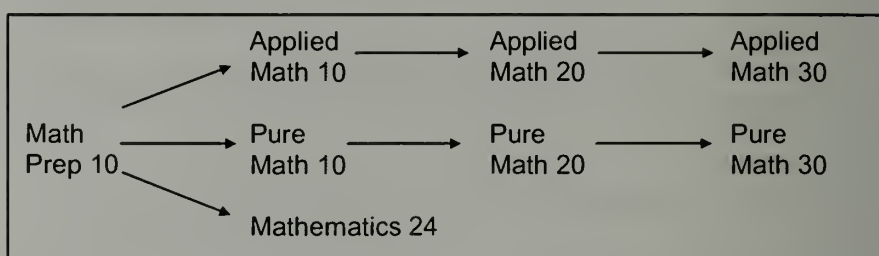 Applied Math 10
Applied Math 20
Applied Math 30
Math Prep 10
Pure Math 10
Pure Math 20
Pure Math 30
Mathematics 24